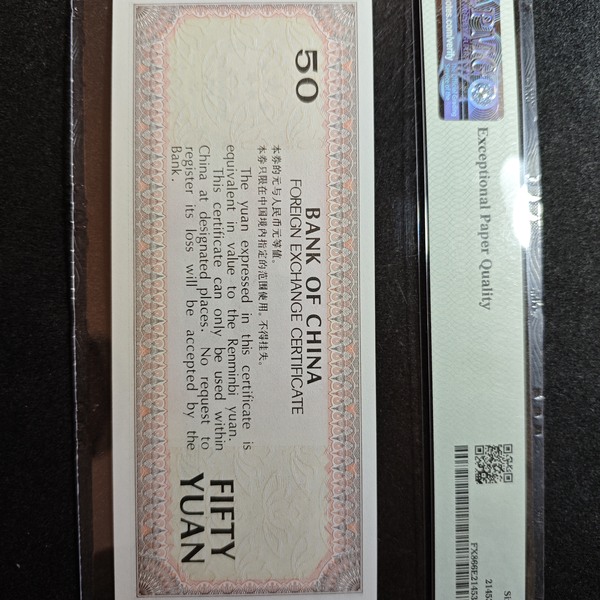 Exceptional Paper Quality
50
BANK OF CHINA
FOREIGN EXCHANGE CERTIFICATE
本券的元与人民币元等值。
本券只限在中国境内指定的范围使用。不得挂失。
The yuan expressed in this certificate is
equivalent in value to the Renminbi yuan.
This certificate can only be used within
China at designated places. No request to
register its loss will be accepted by the
Bank.
FIFTY
YUAN